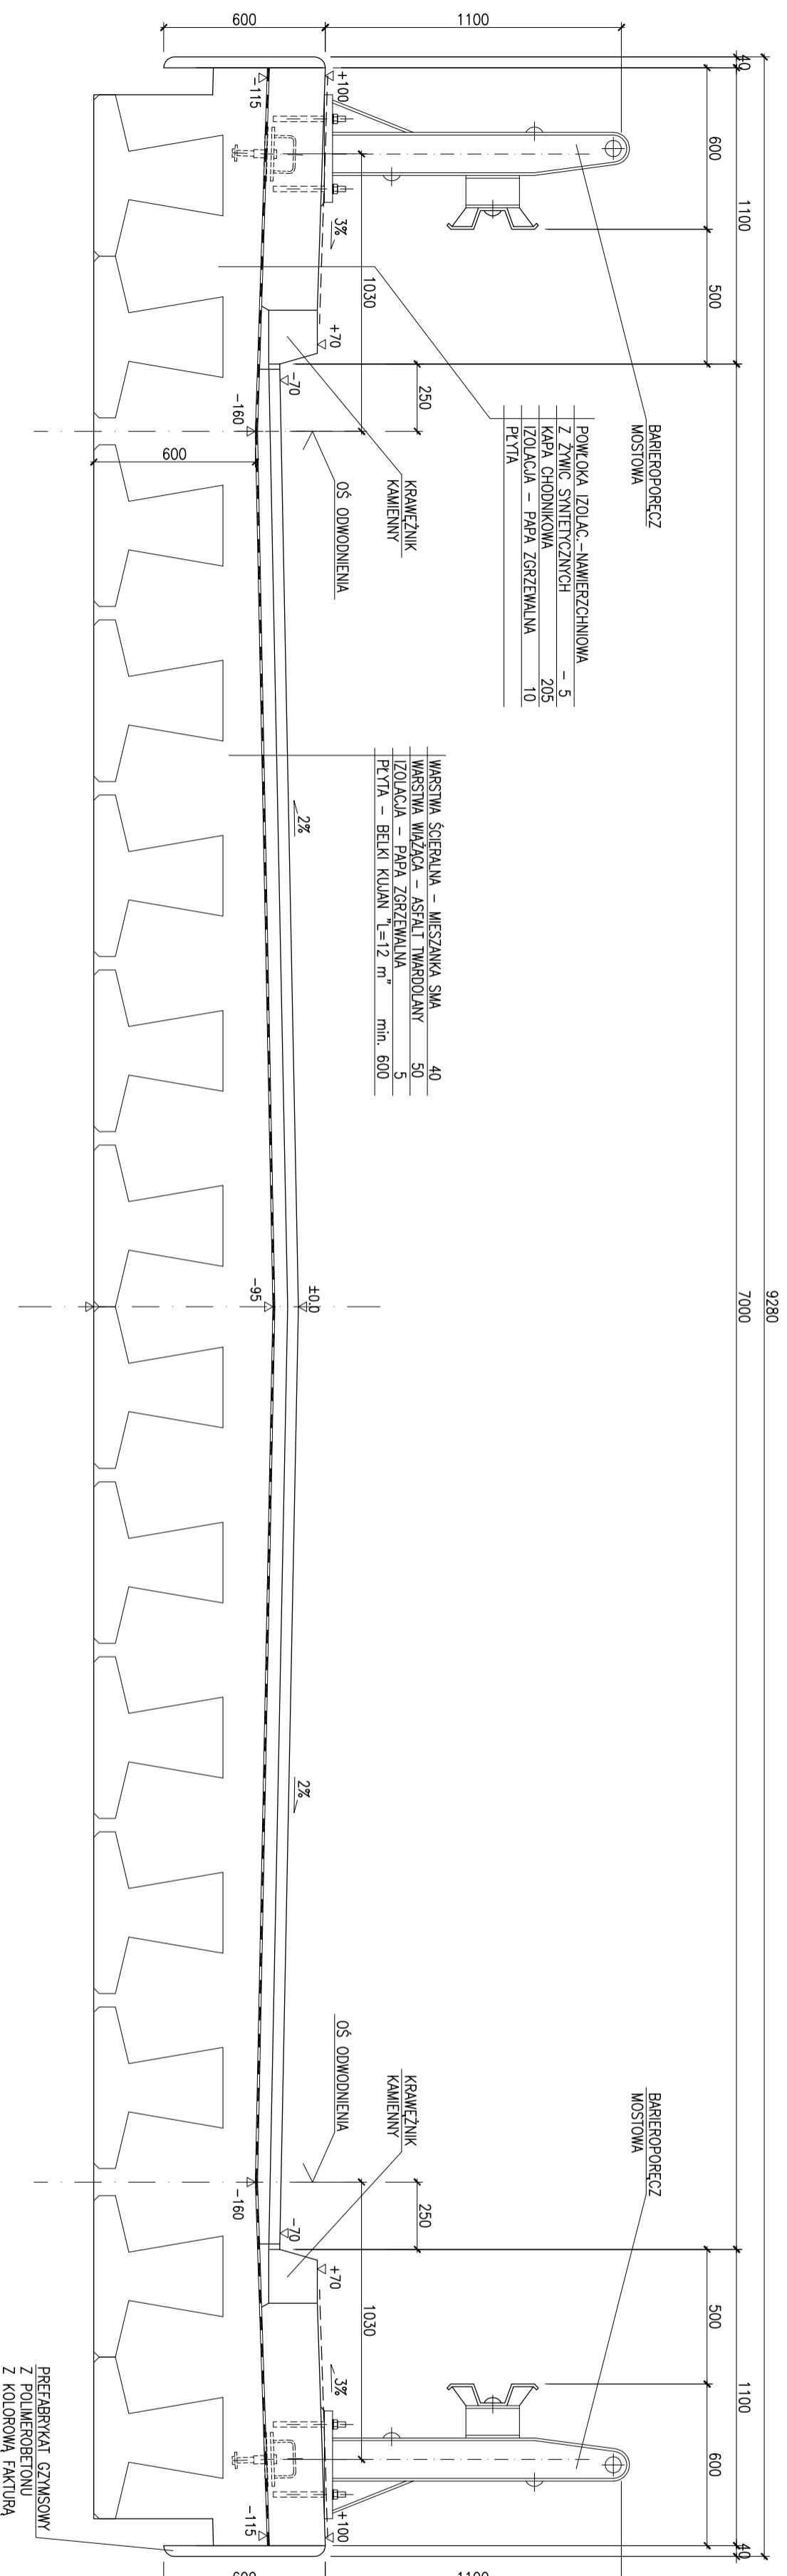 9280
40
1100
7000
1100
40
600
500
500
600
1100
600
BARIEROPORĘCZ
MOSTOWA
BARIEROPORĘCZ
MOSTOWA
POWŁOKA IZOLAC.-NAWIERZCHNIOWA
Z ŻYWIC SYNTETYCZNYCH - 5
KAPA CHODNIKOWA 205
IZOLACJA - PAPA ZGRZEWALNA 10
PŁYTA
WARSTWA ŚCIERALNA - MIESZANKA SMA 40
WARSTWA WIĄŻĄCA - ASFALT TWARDOLANY 50
IZOLACJA - PAPA ZGRZEWALNA 5
PŁYTA - BELKI KUJAN "L=12 m" min. 600
250
250
KRAWĘŻNIK
KAMIENNY
KRAWĘŻNIK
KAMIENNY
1030
1030
OŚ ODWODNIENIA
OŚ ODWODNIENIA
+100
3%
+70
+70
3%
+100
-115
-70
2%
±0.0
2%
-70
-115
-160
-95
-160
600
PREFABRYKAT GZYMSOWY
Z POLIMEROBETONU
Z KOLOROWĄ FAKTURĄ
1100
600